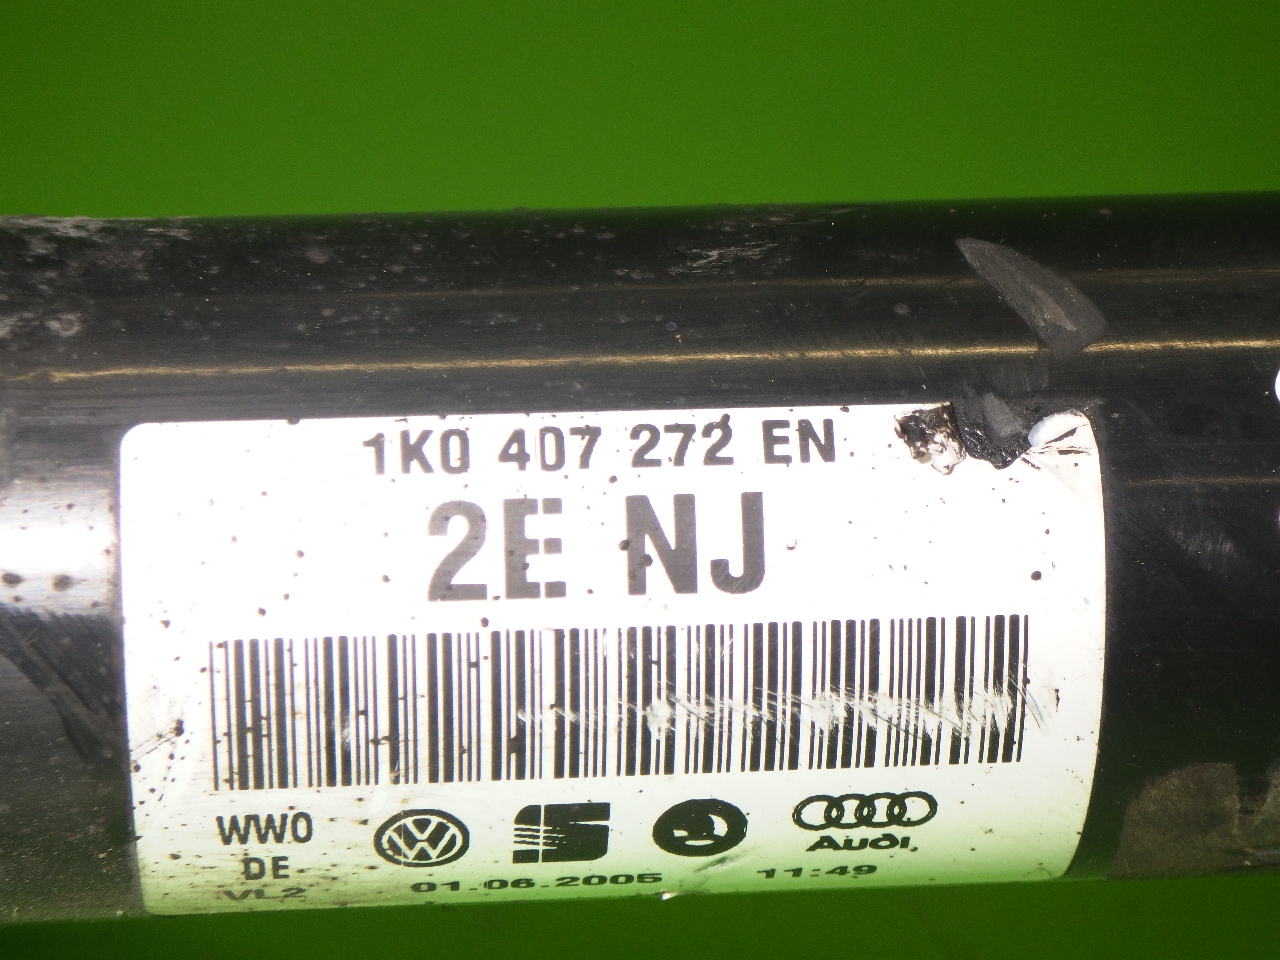 1K0 407 272 EN
2E NJ
WW0
DE
VL2
Audi
01.06.2005 11:49